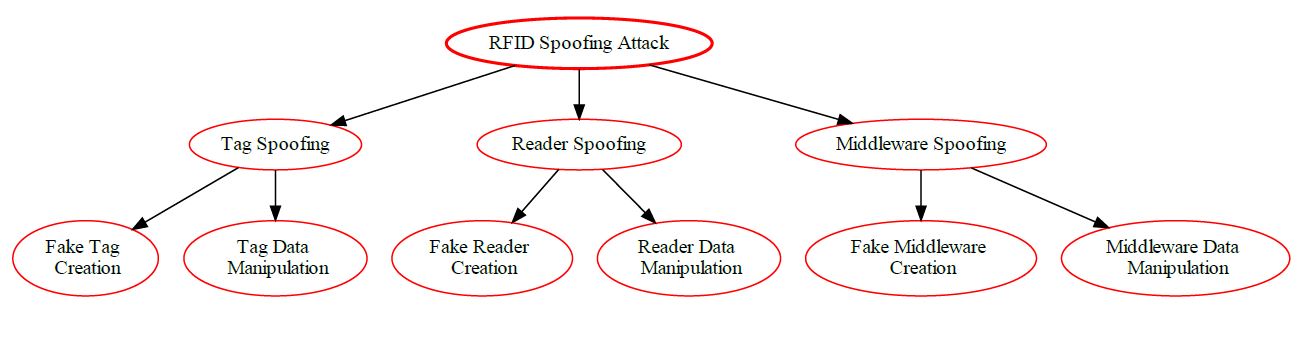 RFID Spoofing Attack
Tag Spoofing
Reader Spoofing
Middleware Spoofing
Fake Tag
Creation
Tag Data
Manipulation
Fake Reader
Creation
Reader Data
Manipulation
Fake Middleware
Creation
Middleware Data
Manipulation